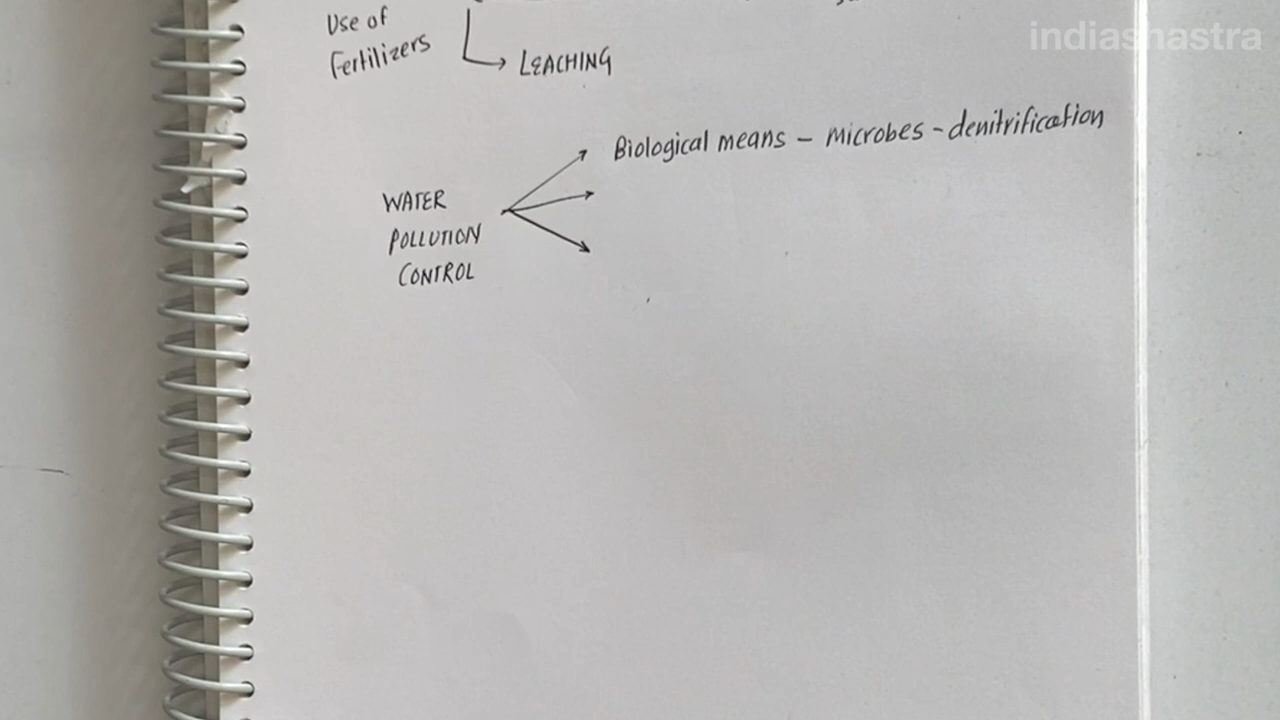 indiashastra
Use of
Fertilizers
LEACHING
Biological means – microbes – denitrification
WATER
POLLUTION
CONTROL